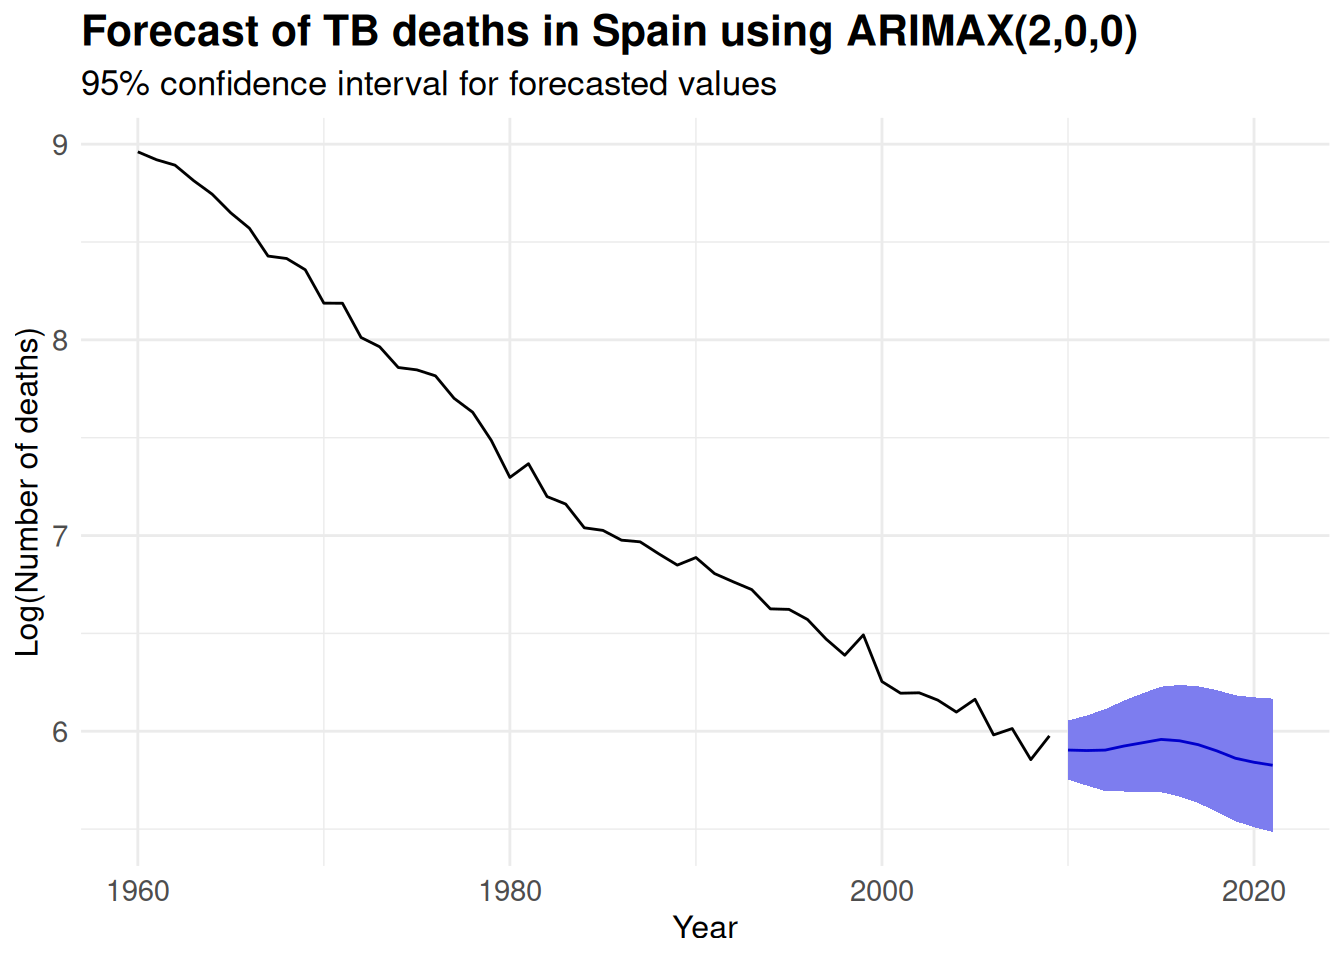 Forecast of TB deaths in Spain using ARIMAX(2,0,0)
95% confidence interval for forecasted values
Log(Number of deaths)
9
8
7
6
1960
1980
2000
2020
Year